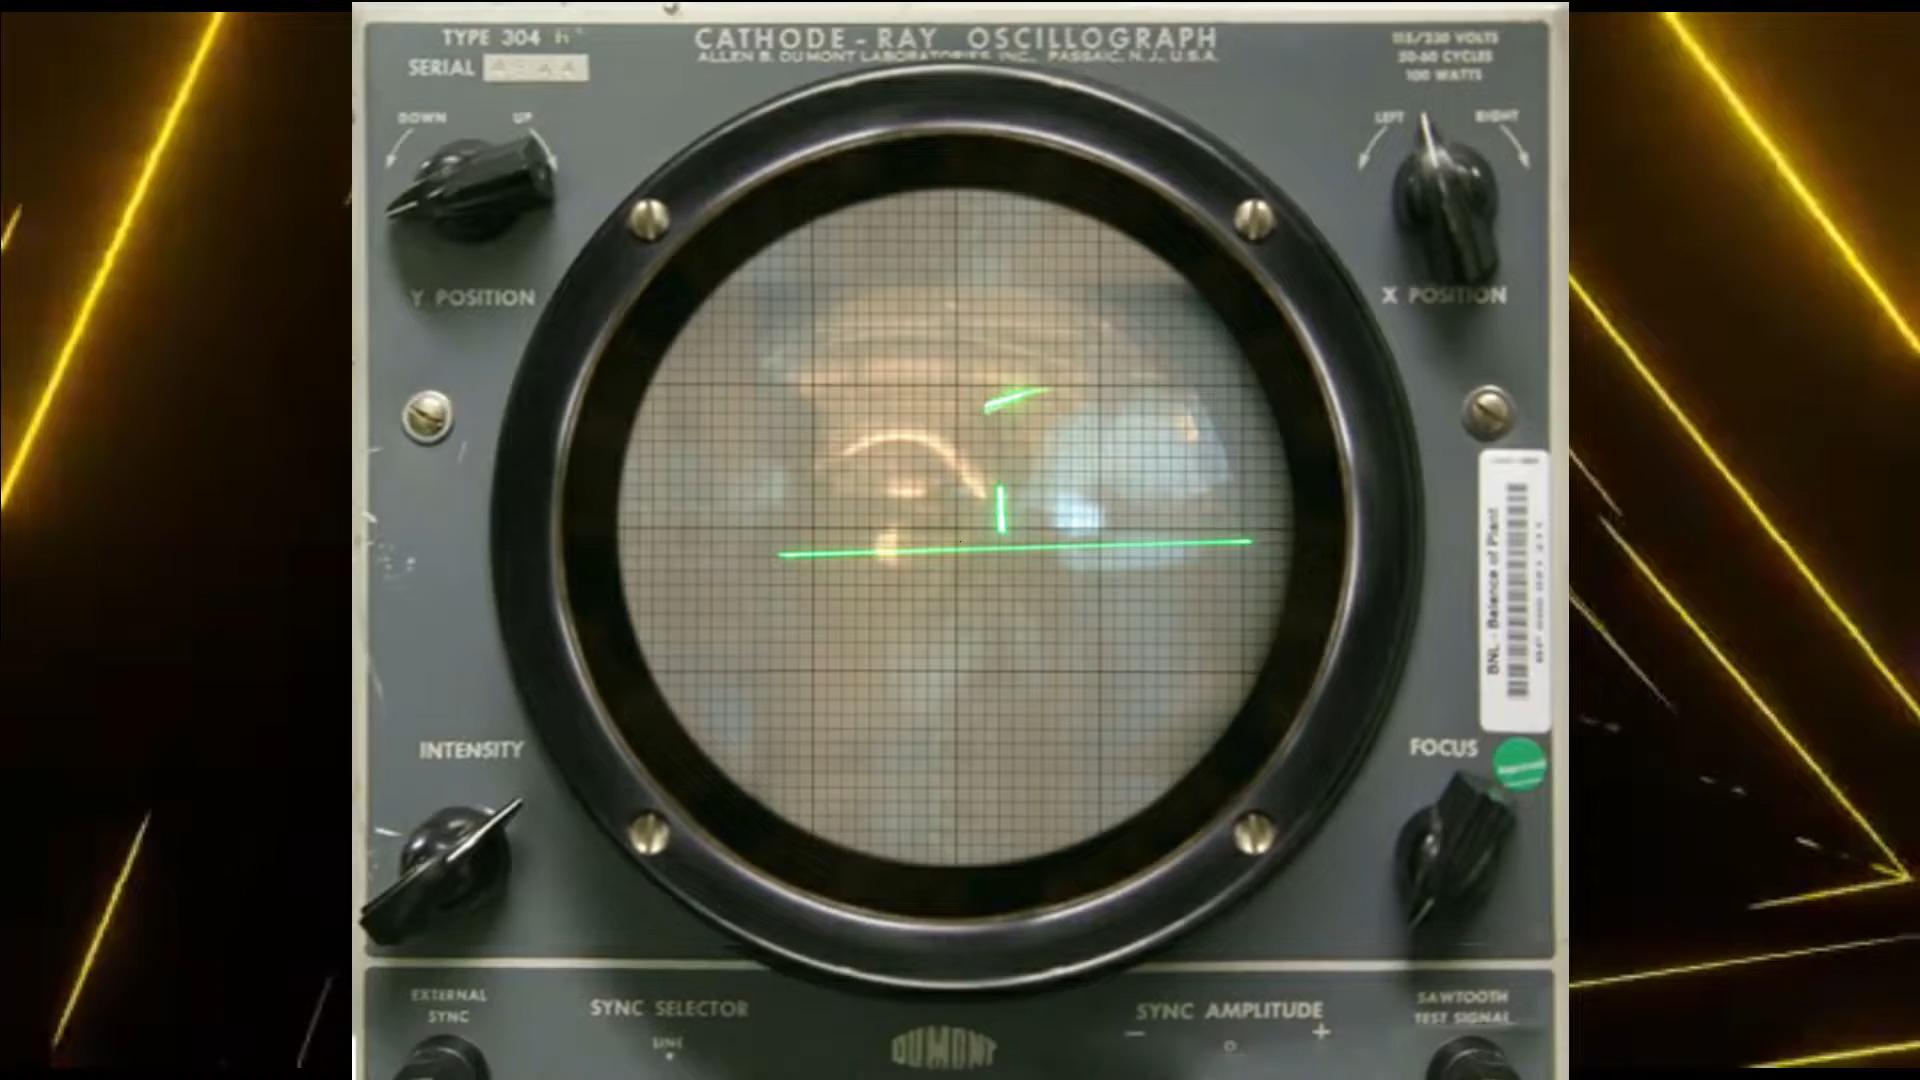 TYPE 304
CATHODE-RAY OSCILLOGRAPH
ALLEN B. DU MONT LABORATORIES, INC., PASSAIC, N.J., U.S.A.
115/230 VOLTS
50-60 CYCLES
100 WATTS
SERIAL
DOWN
UP
LEFT
RIGHT
Y POSITION
X POSITION
BNL - Balance of Plant
INTENSITY
FOCUS
EXTERNAL
SYNC
SYNC SELECTOR
LINE
DUMONT
SYNC AMPLITUDE
- O +
SAWTOOTH
TEST SIGNAL